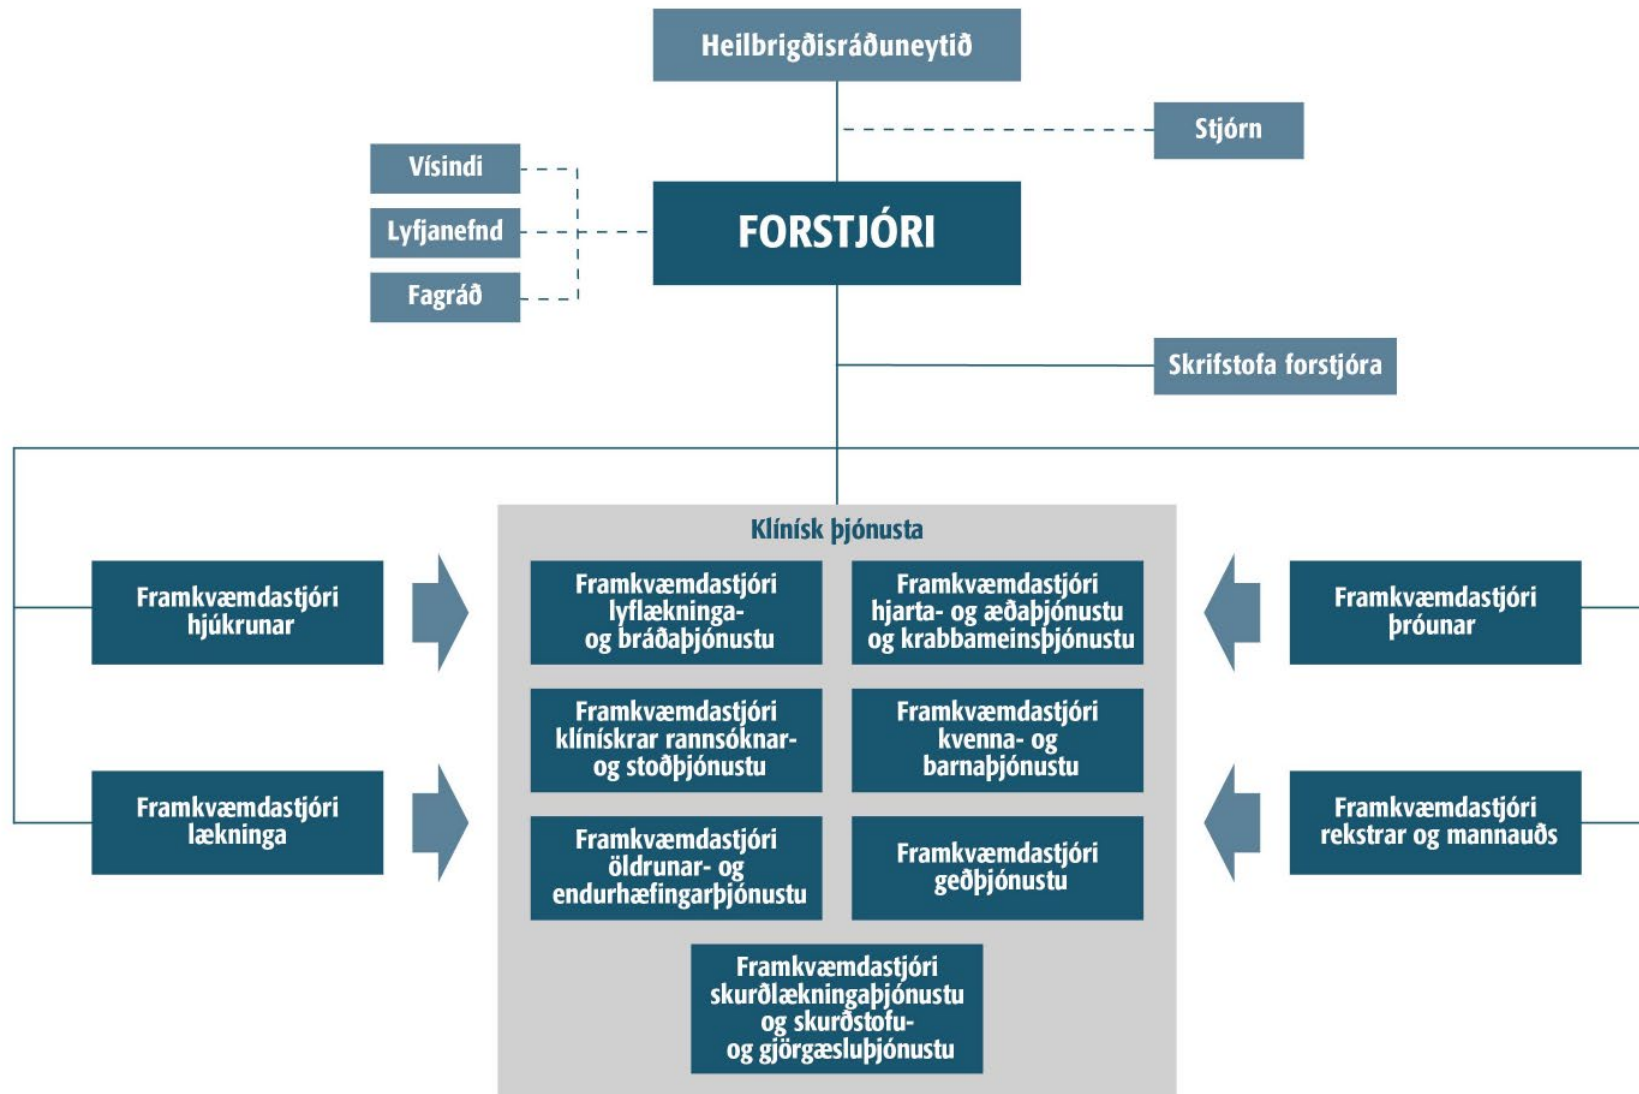 Heilbrigðisráðuneytið
Stjórn
Vísindi
Lyfjanefnd
Fagráð
FORSTJÓRI
Skrifstofa forstjóra
Klínísk þjónusta
Framkvæmdastjóri
hjúkrunar
Framkvæmdastjóri
lækninga
Framkvæmdastjóri
lyflækninga-
og bráðaþjónustu
Framkvæmdastjóri
hjarta- og æðaþjónustu
og krabbameinsþjónustu
Framkvæmdastjóri
klínískrar rannsóknar-
og stoðþjónustu
Framkvæmdastjóri
kvenna- og
barnaþjónustu
Framkvæmdastjóri
öldrunar- og
endurhæfingarþjónustu
Framkvæmdastjóri
geðþjónustu
Framkvæmdastjóri
skurðlækningaþjónustu
og skurðstofu-
og gjörgæsluþjónustu
Framkvæmdastjóri
þróunar
Framkvæmdastjóri
rekstrar og mannauðs